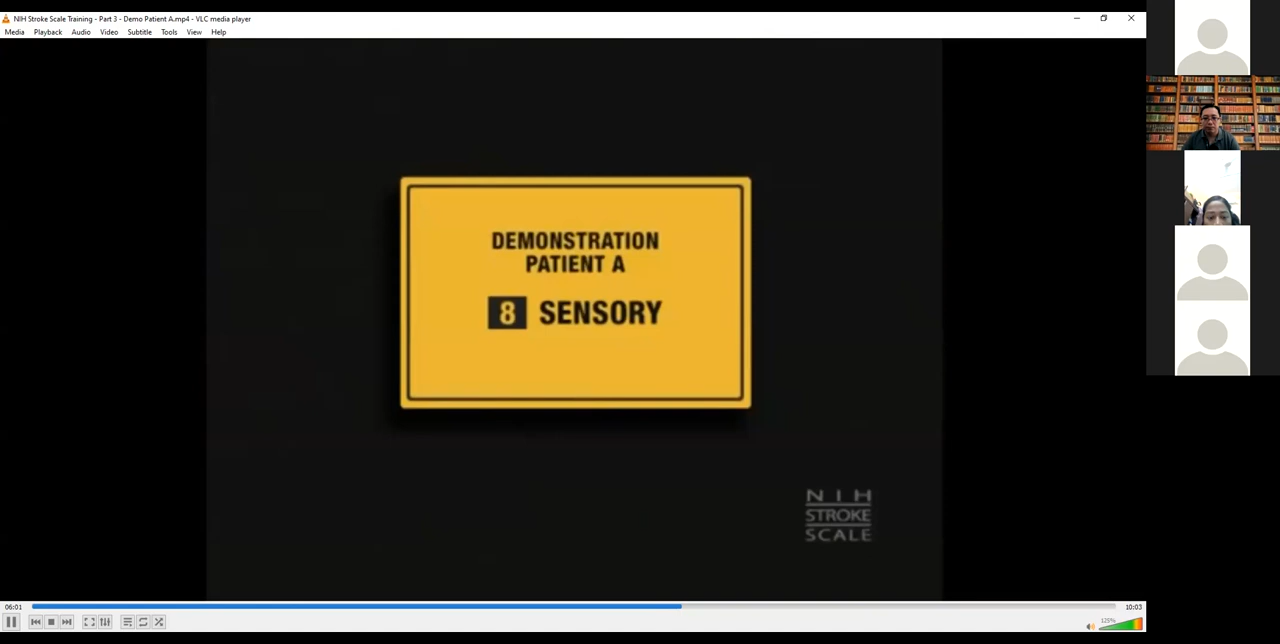 NIH Stroke Scale Training - Part 3 - Demo Patient A.mp4 - VLC media player
Media Playback Audio Video Subtitle Tools View Help
DEMONSTRATION
PATIENT A
8 SENSORY
NIH
STROKE
SCALE
06:01
10:03
125%